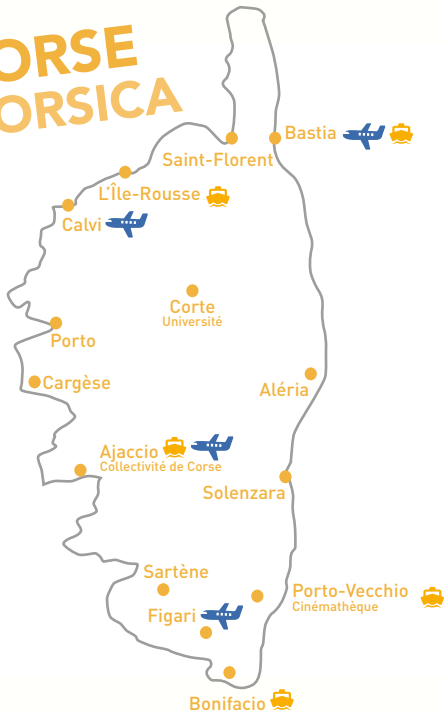 ORSE
ORSICA
Bastia
Saint-Florent
L'Île-Rousse
Calvi
Corte
Université
Porto
Cargèse
Aléria
Ajaccio
Collectivité de Corse
Solenzara
Sartène
Porto-Vecchio
Cinémathèque
Figari
Bonifacio